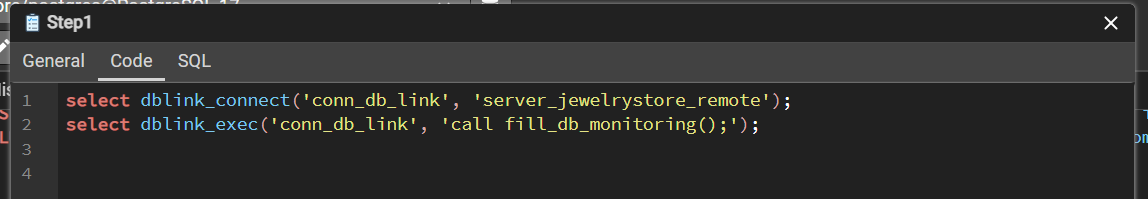 Step1
General Code SQL
1 select dblink_connect('conn_db_link', 'server_jewelrystore_remote');
2 select dblink_exec('conn_db_link', 'call fill_db_monitoring();');
3
4